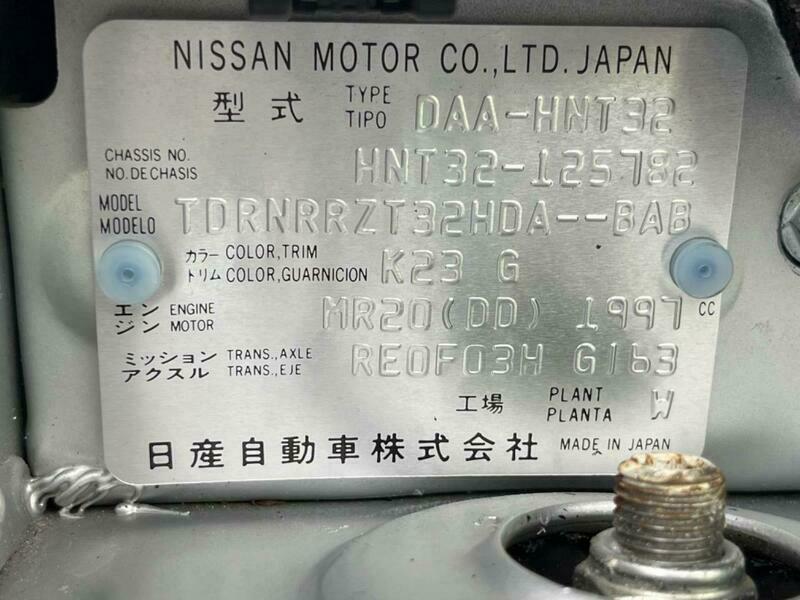 NISSAN MOTOR CO.,LTD. JAPAN
型式 TYPE TIPO DAA-HNT32
CHASSIS NO. NO.DE CHASIS HNT32-125782
MODEL MODELO TDRNRRZT32HDA--BAB
カラー COLOR,TRIM
トリム COLOR,GUARNICION K23 G
エン ENGINE
ジン MOTOR MR20(DD) 1997 CC
ミッション TRANS.,AXLE
アクスル TRANS.,EJE RE0F03H G163
工場 PLANT PLANTA W
日産自動車株式会社 MADE IN JAPAN